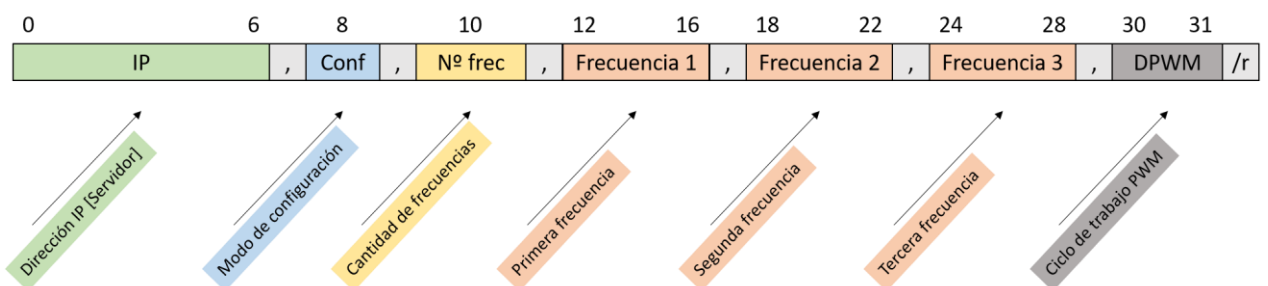 0 6 8 10 12 16 18 22 24 28 30 31
IP , Conf , Nº frec , Frecuencia 1 , Frecuencia 2 , Frecuencia 3 , DPWM /r
Dirección IP [Servidor]
Modo de configuración
Cantidad de frecuencias
Primera frecuencia
Segunda frecuencia
Tercera frecuencia
Ciclo de trabajo PWM